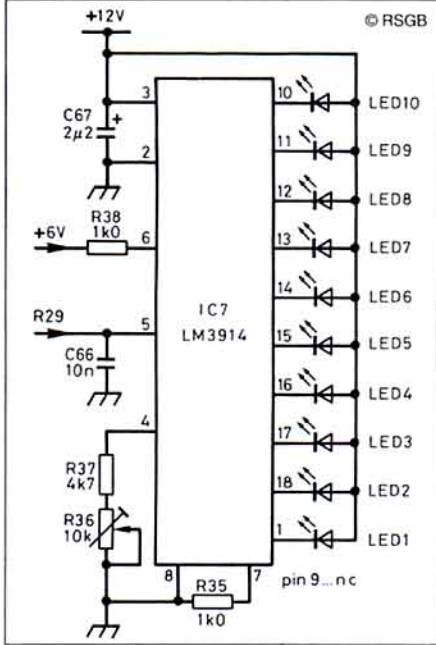 +12V
© RSGB
C67
2µ2
+
3
2
R38
1k0
+6V
6
R29
5
C66
10n
4
R37
4k7
R36
10k
IC7
LM3914
10
LED10
11
LED9
12
LED8
13
LED7
14
LED6
15
LED5
16
LED4
17
LED3
18
LED2
1
LED1
8
R35
1k0
7
pin 9...nc